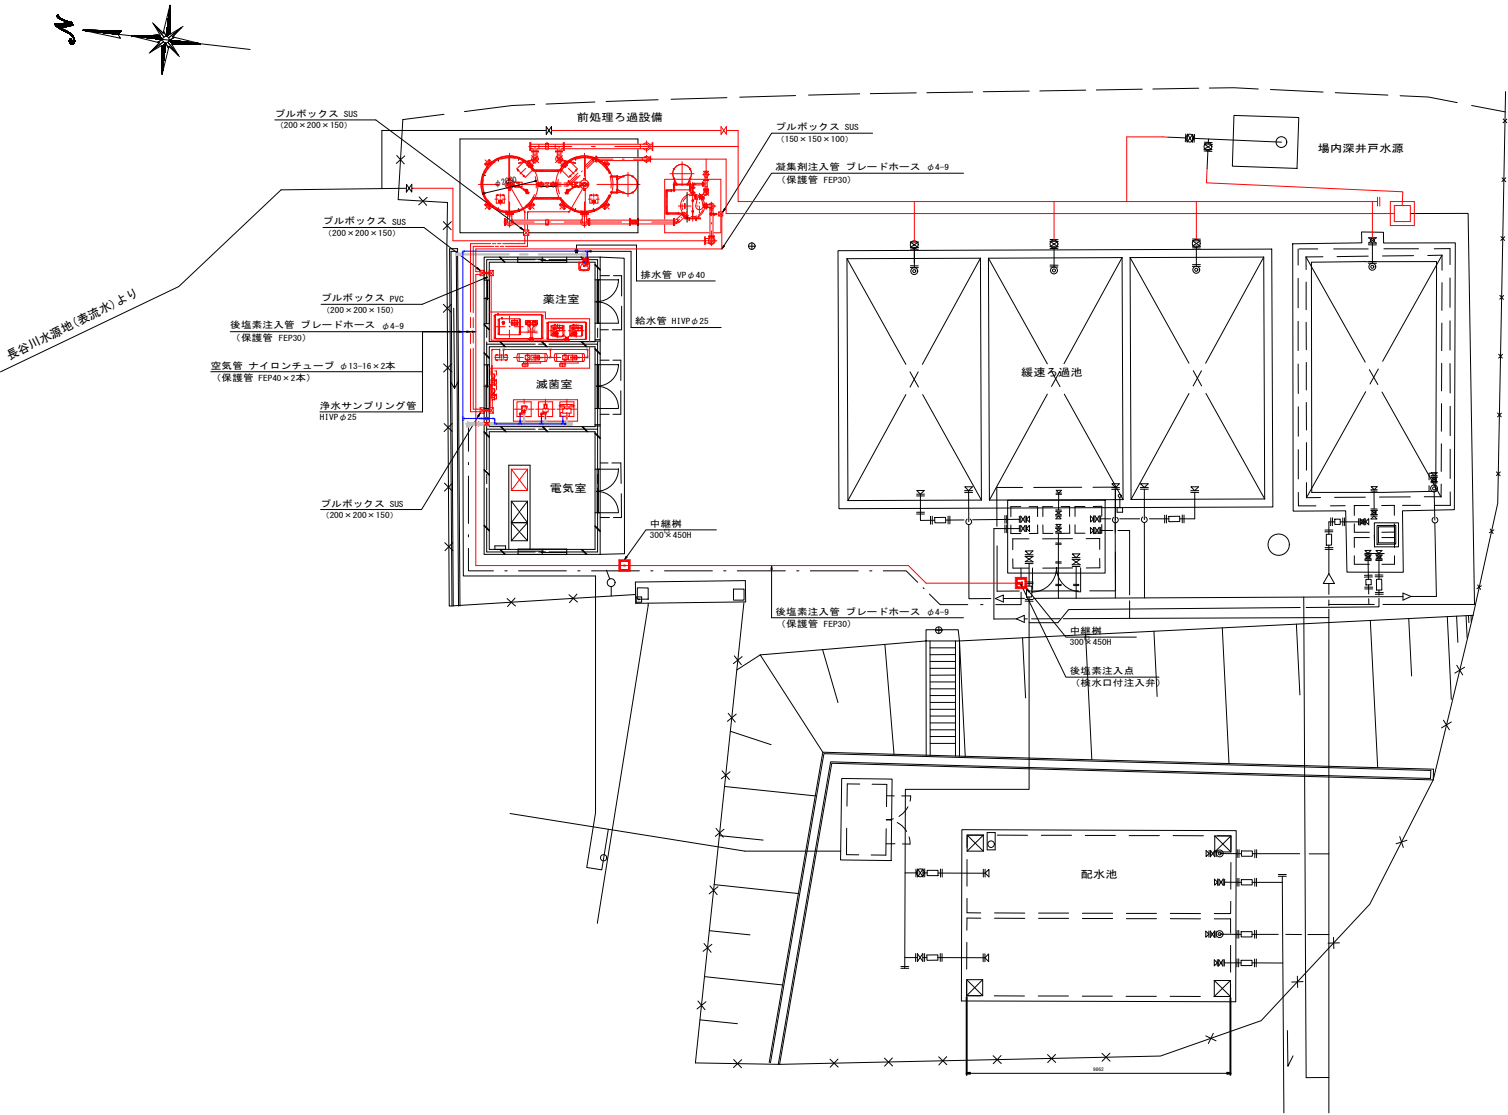 N
プルボックス SUS
(200×200×150)
前処理ろ過設備
プルボックス SUS
(150×150×100)
場内深井戸水源
凝集剤注入管 ブレードホース φ4-9
(保護管 FEP30)
プルボックス SUS
(200×200×150)
排水管 VPφ40
薬注室
プルボックス PVC
(200×200×150)
長谷川水源地(表流水)より
後塩素注入管 ブレードホース φ4-9
(保護管 FEP30)
給水管 HIVPφ25
空気管 ナイロンチューブ φ13-16×2本
(保護管 FEP40×2本)
滅菌室
緩速ろ過池
浄水サンプリング管
HIVPφ25
電気室
プルボックス SUS
(200×200×150)
中継桝
300×450H
後塩素注入管 ブレードホース φ4-9
(保護管 FEP30)
中継桝
300×450H
後塩素注入点
(検水口付注入弁)
配水池